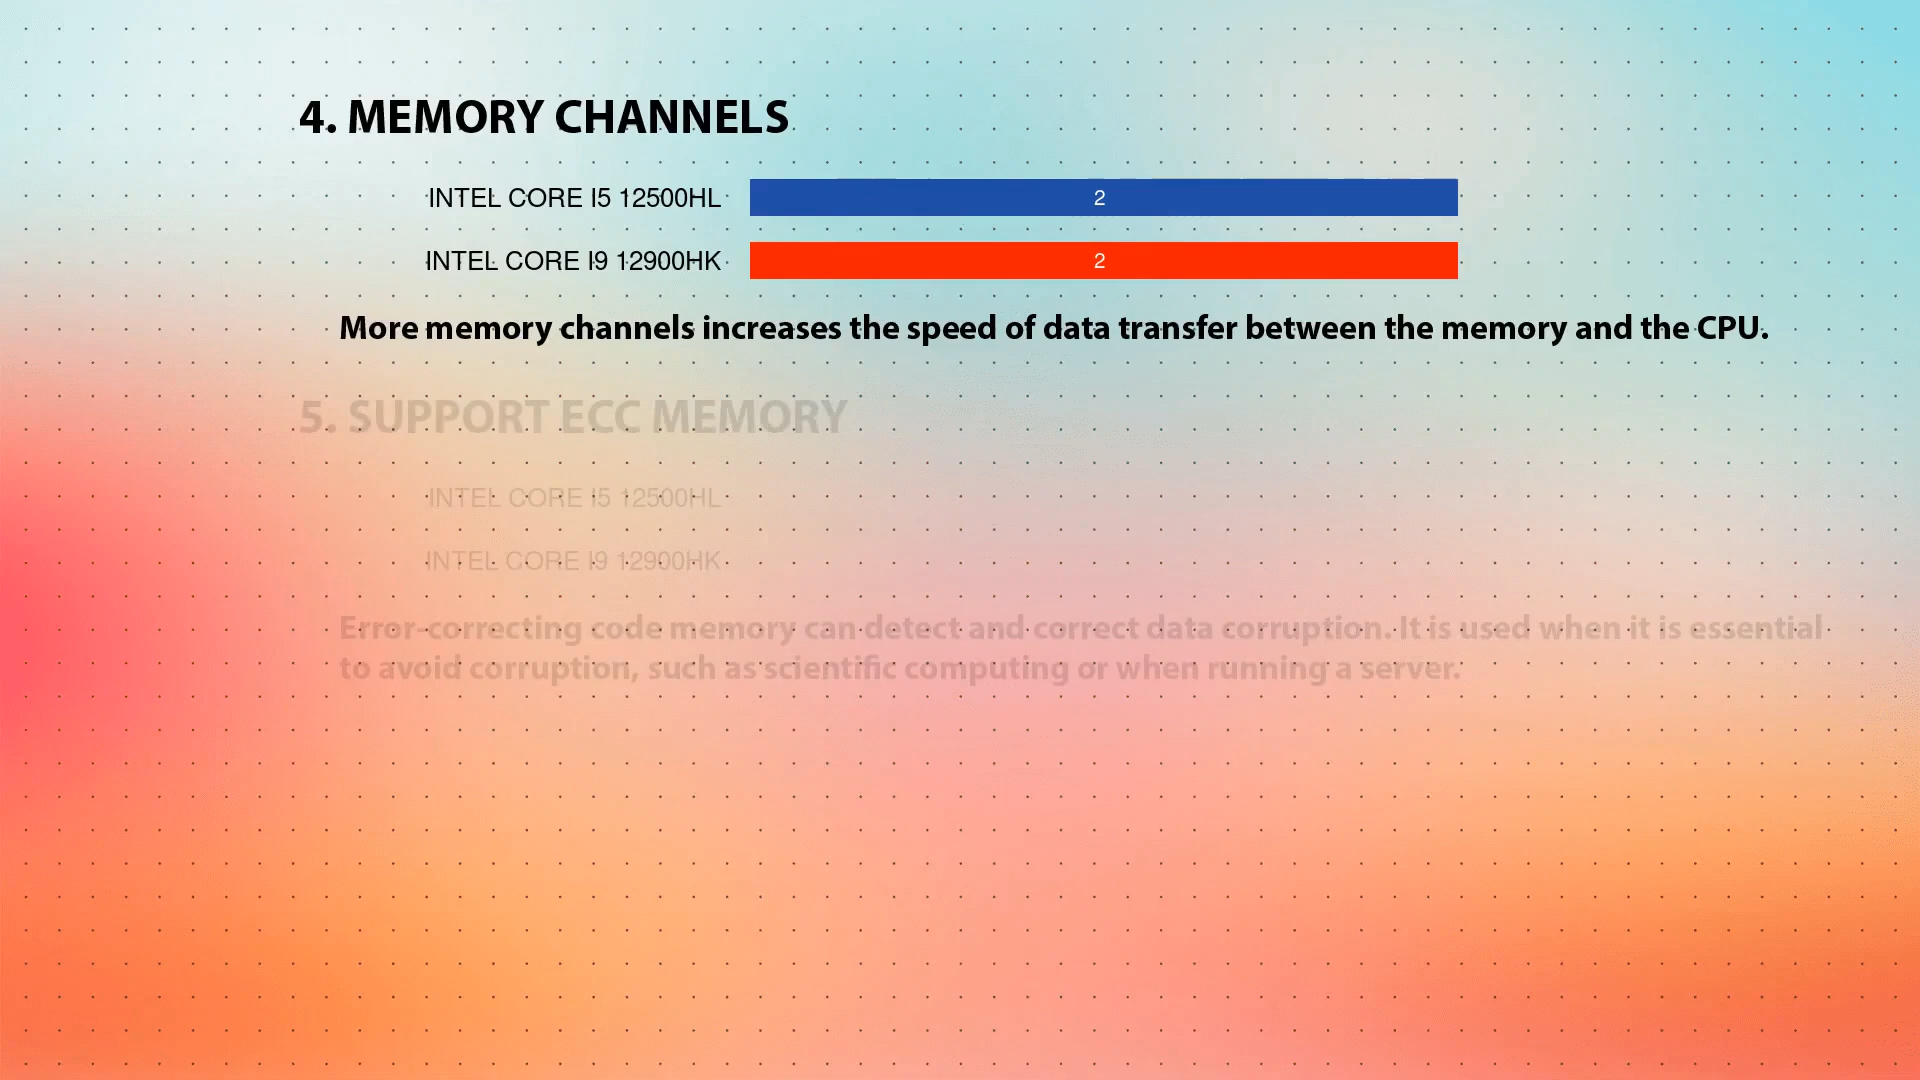 4. MEMORY CHANNELS
INTEL CORE I5 12500HL 2
INTEL CORE I9 12900HK 2
More memory channels increases the speed of data transfer between the memory and the CPU.
5. SUPPORT ECC MEMORY
INTEL CORE I5 12500HL
INTEL CORE I9 12900HK
Error-correcting code memory can detect and correct data corruption. It is used when it is essential
to avoid corruption, such as scientific computing or when running a server.